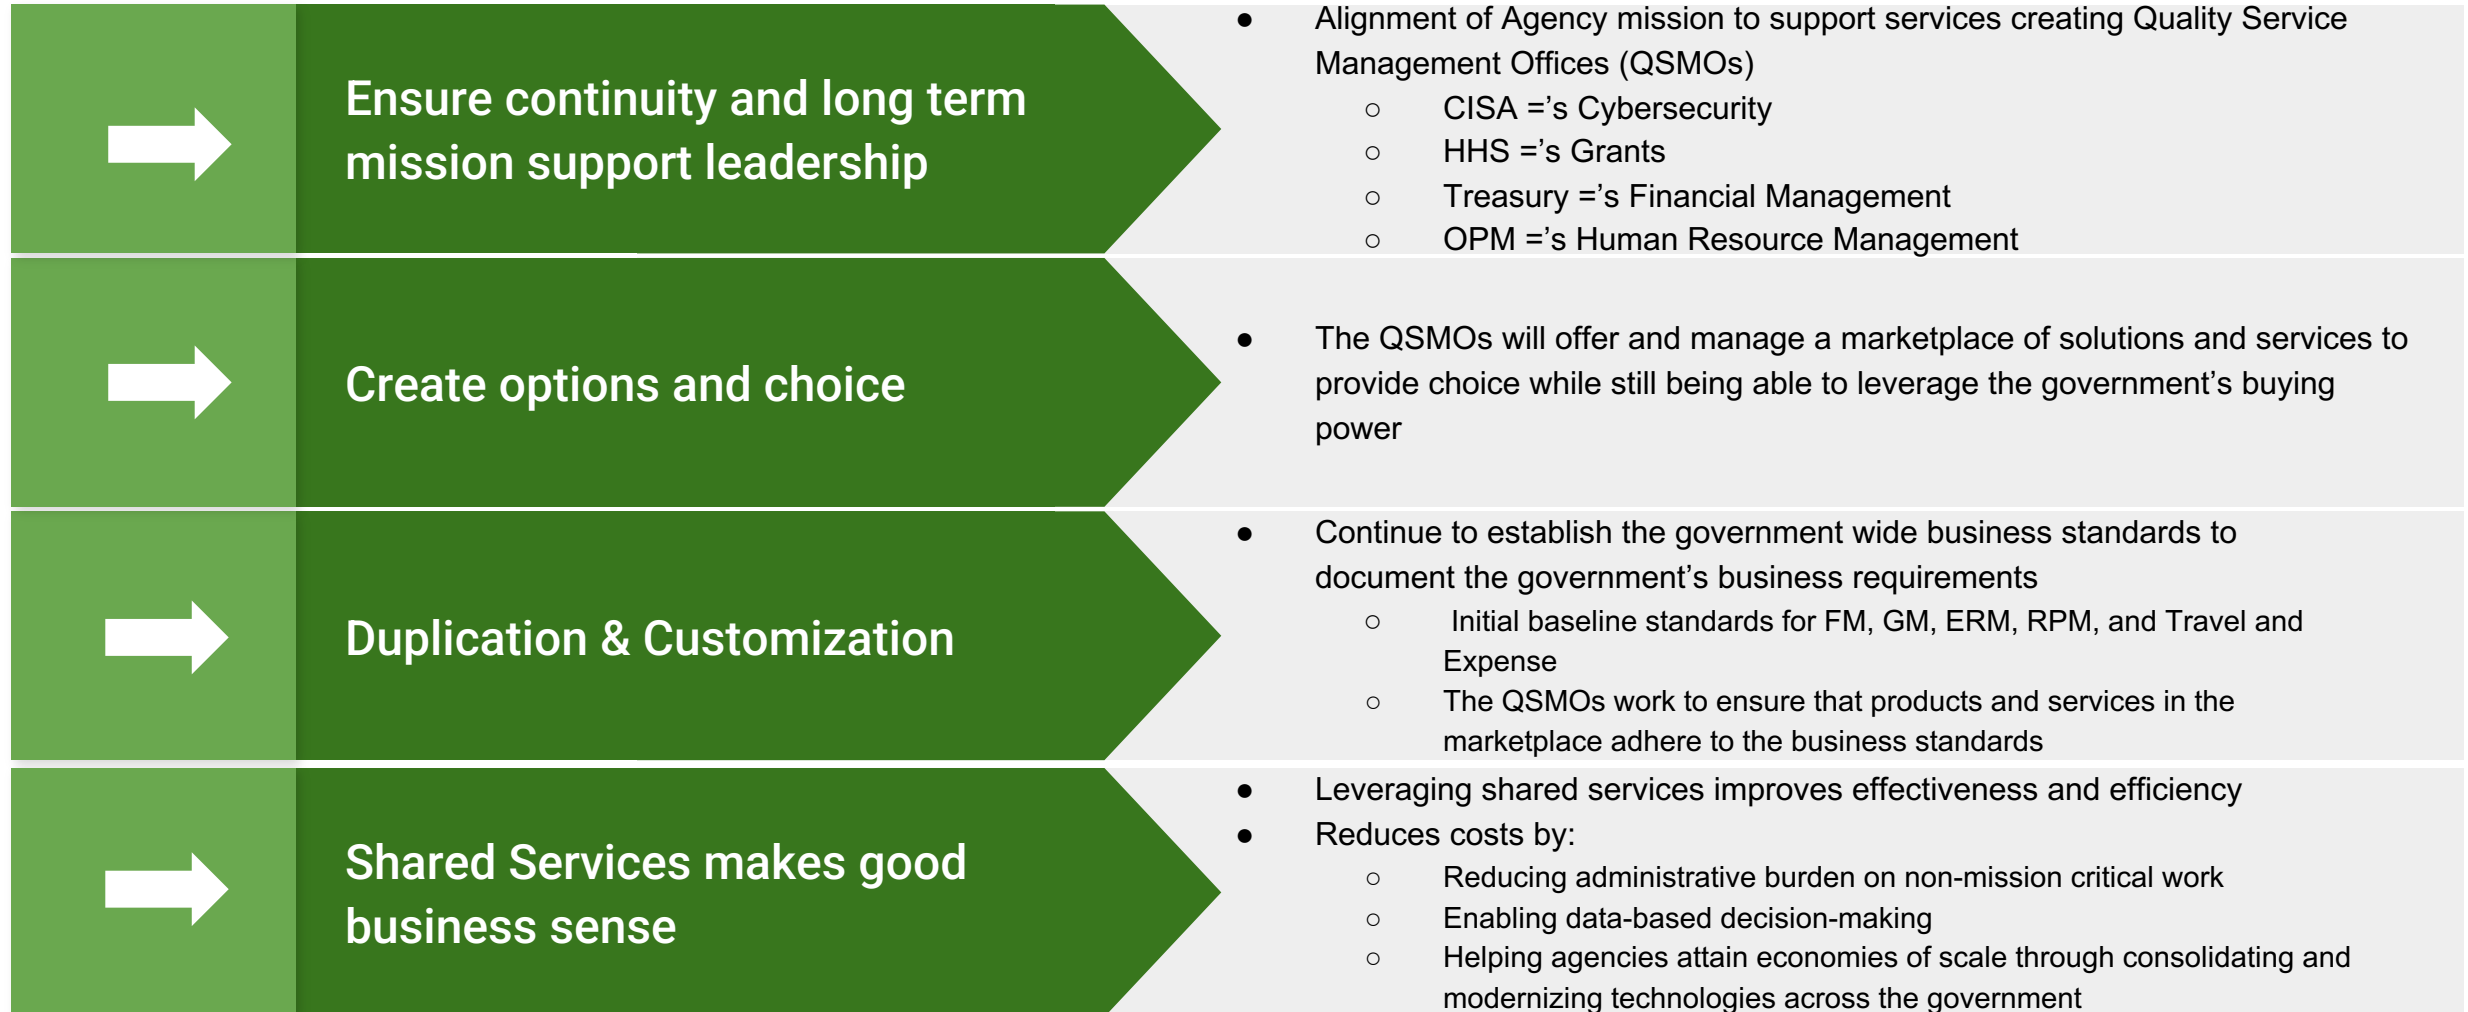 Ensure continuity and long term
mission support leadership
● Alignment of Agency mission to support services creating Quality Service
Management Offices (QSMOs)
○ CISA =’s Cybersecurity
○ HHS =’s Grants
○ Treasury =’s Financial Management
○ OPM =’s Human Resource Management
Create options and choice
● The QSMOs will offer and manage a marketplace of solutions and services to
provide choice while still being able to leverage the government’s buying
power
Duplication & Customization
● Continue to establish the government wide business standards to
document the government’s business requirements
○ Initial baseline standards for FM, GM, ERM, RPM, and Travel and
Expense
○ The QSMOs work to ensure that products and services in the
marketplace adhere to the business standards
Shared Services makes good
business sense
● Leveraging shared services improves effectiveness and efficiency
● Reduces costs by:
○ Reducing administrative burden on non-mission critical work
○ Enabling data-based decision-making
○ Helping agencies attain economies of scale through consolidating and
modernizing technologies across the government